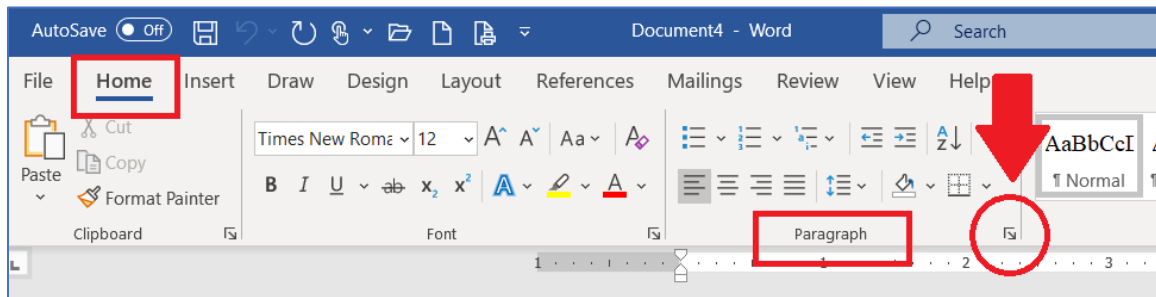 AutoSave Off Document4 - Word Search
File Home Insert Draw Design Layout References Mailings Review View Help
Cut
Copy
Paste
Format Painter
Times New Roma 12 Aa
B I U ab x2 x2 A A
AaBbCcI
¶ Normal
Clipboard Font Paragraph
1 1 2 3